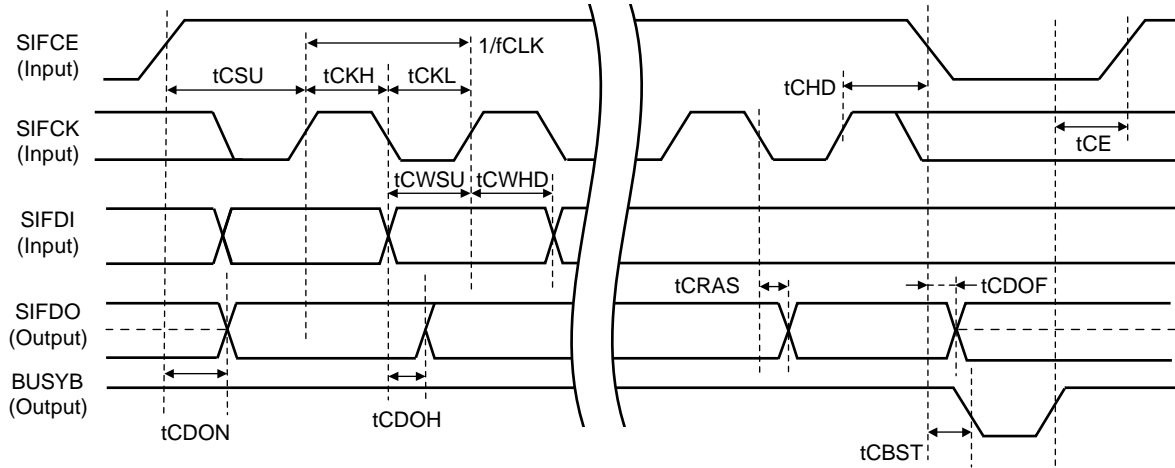 SIFCE
(Input)
1/fCLK
tCSU
tCKH
tCKL
tCHD
SIFCK
(Input)
tCE
tCWSU
tCWHD
SIFDI
(Input)
tCRAS
tCDOF
SIFDO
(Output)
BUSYB
(Output)
tCDON
tCDOH
tCBST